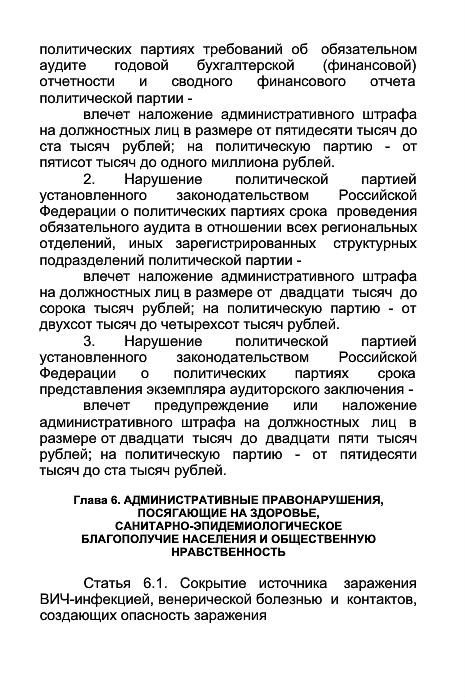 политических партиях требований об обязательном
аудите годовой бухгалтерской (финансовой)
отчетности и сводного финансового отчета
политической партии -
влечет наложение административного штрафа
на должностных лиц в размере от пятидесяти тысяч до
ста тысяч рублей; на политическую партию - от
пятисот тысяч до одного миллиона рублей.
2. Нарушение политической партией
установленного законодательством Российской
Федерации о политических партиях срока проведения
обязательного аудита в отношении всех региональных
отделений, иных зарегистрированных структурных
подразделений политической партии -
влечет наложение административного штрафа
на должностных лиц в размере от двадцати тысяч до
сорока тысяч рублей; на политическую партию - от
двухсот тысяч до четырехсот тысяч рублей.
3. Нарушение политической партией
установленного законодательством Российской
Федерации о политических партиях срока
представления экземпляра аудиторского заключения -
влечет предупреждение или наложение
административного штрафа на должностных лиц в
размере от двадцати тысяч до двадцати пяти тысяч
рублей; на политическую партию - от пятидесяти
тысяч до ста тысяч рублей.
Глава 6. АДМИНИСТРАТИВНЫЕ ПРАВОНАРУШЕНИЯ,
ПОСЯГАЮЩИЕ НА ЗДОРОВЬЕ,
САНИТАРНО-ЭПИДЕМИОЛОГИЧЕСКОЕ
БЛАГОПОЛУЧИЕ НАСЕЛЕНИЯ И ОБЩЕСТВЕННУЮ
НРАВСТВЕННОСТЬ
Статья 6.1. Сокрытие источника заражения
ВИЧ-инфекцией, венерической болезнью и контактов,
создающих опасность заражения